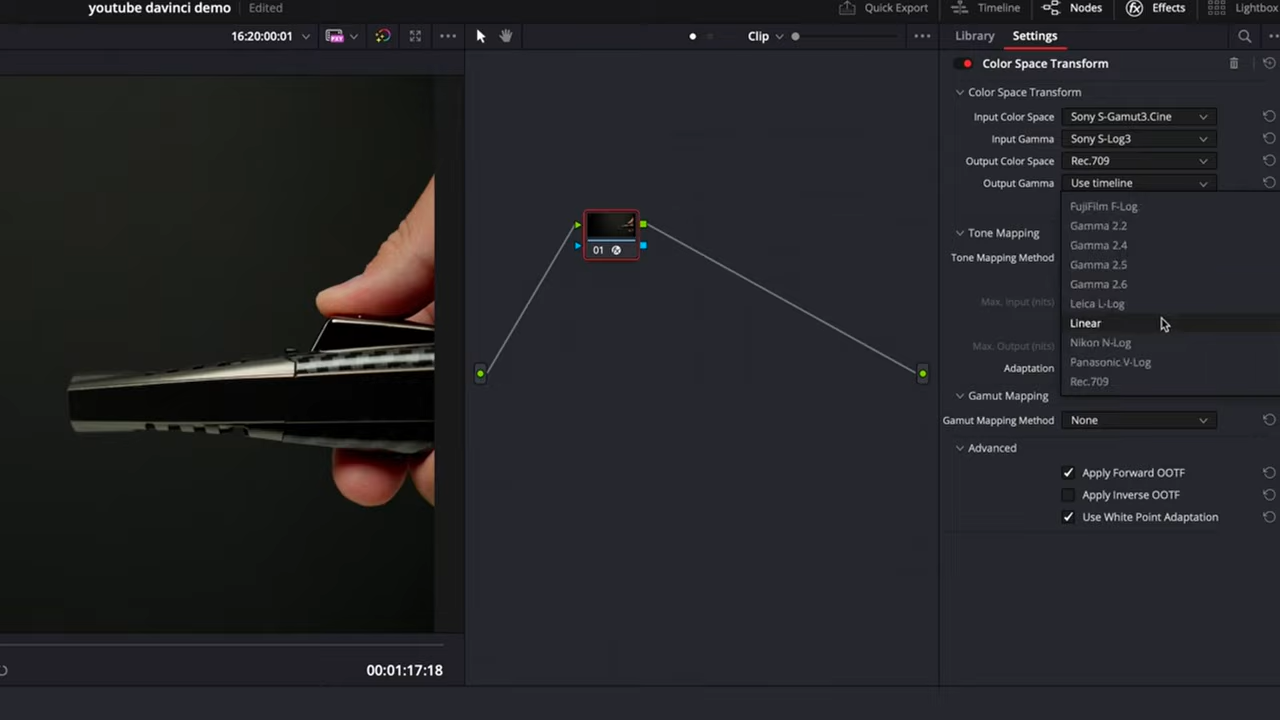 youtube davinci demo Edited
Quick Export Timeline Nodes Effects Lightbox
16:20:00:01 Clip
Library Settings
Color Space Transform
Color Space Transform
Input Color Space Sony S-Gamut3.Cine
Input Gamma Sony S-Log3
Output Color Space Rec.709
Output Gamma Use timeline
FujiFilm F-Log
Gamma 2.2
Tone Mapping
Gamma 2.4
Tone Mapping Method
Gamma 2.5
Gamma 2.6
Max. Input (nits)
Leica L-Log
Linear
Max. Output (nits)
Nikon N-Log
Adaptation
Panasonic V-Log
Rec.709
01
Gamut Mapping
Gamut Mapping Method None
Advanced
Apply Forward OOTF
Apply Inverse OOTF
Use White Point Adaptation
00:01:17:18